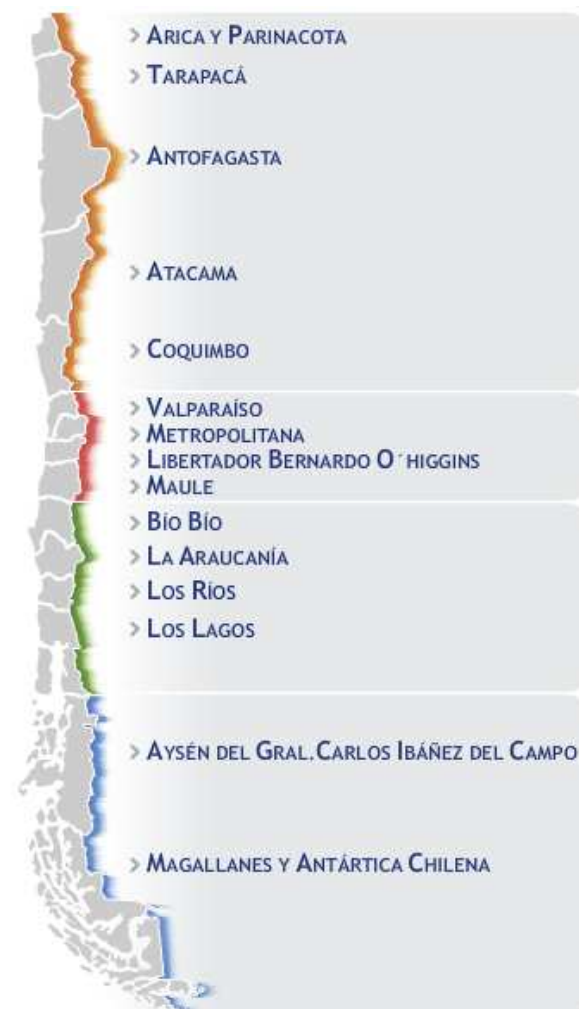 > Arica y Parinacota
> Tarapacá
> Antofagasta
> Atacama
> Coquimbo
> Valparaíso
> Metropolitana
> Libertador Bernardo O´higgins
> Maule
> Bío Bío
> La Araucanía
> Los Ríos
> Los Lagos
> Aysén del Gral.Carlos Ibáñez del Campo
> Magallanes y Antártica Chilena